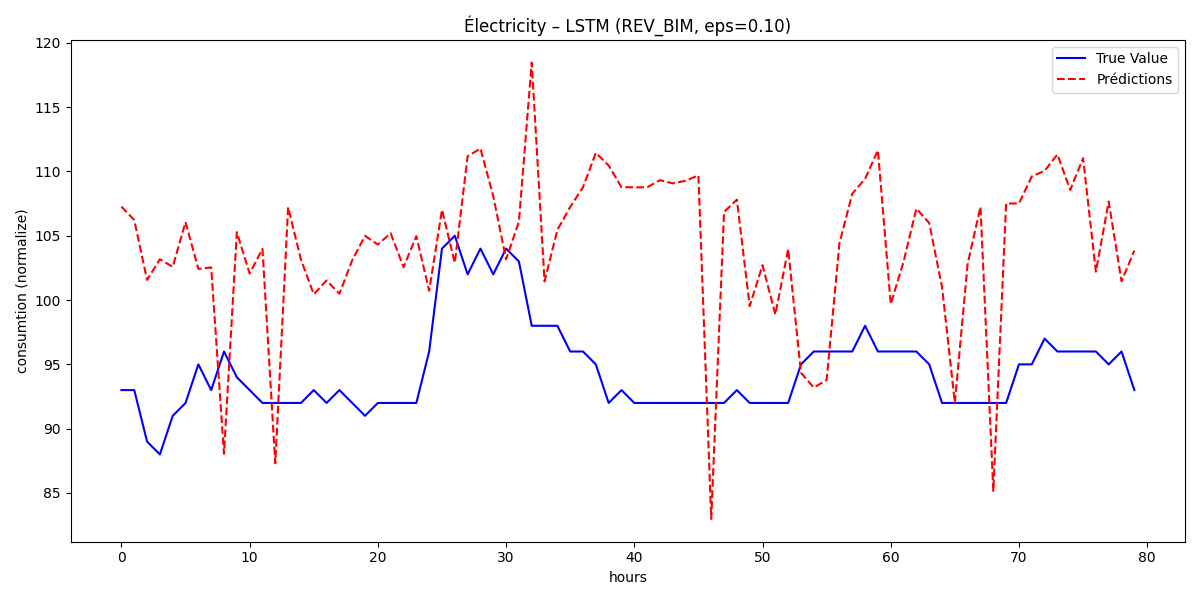 Électricity – LSTM (REV_BIM, eps=0.10)
True Value
Prédictions
consumtion (normalize)
120
115
110
105
100
95
90
85
0 10 20 30 40 50 60 70 80
hours